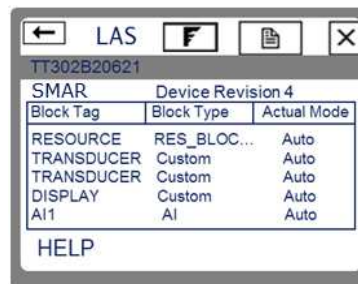 LAS
TT302B20621
SMAR Device Revision 4
Block Tag Block Type Actual Mode
RESOURCE RES_BLOC... Auto
TRANSDUCER Custom Auto
TRANSDUCER Custom Auto
DISPLAY Custom Auto
AI1 AI Auto
HELP